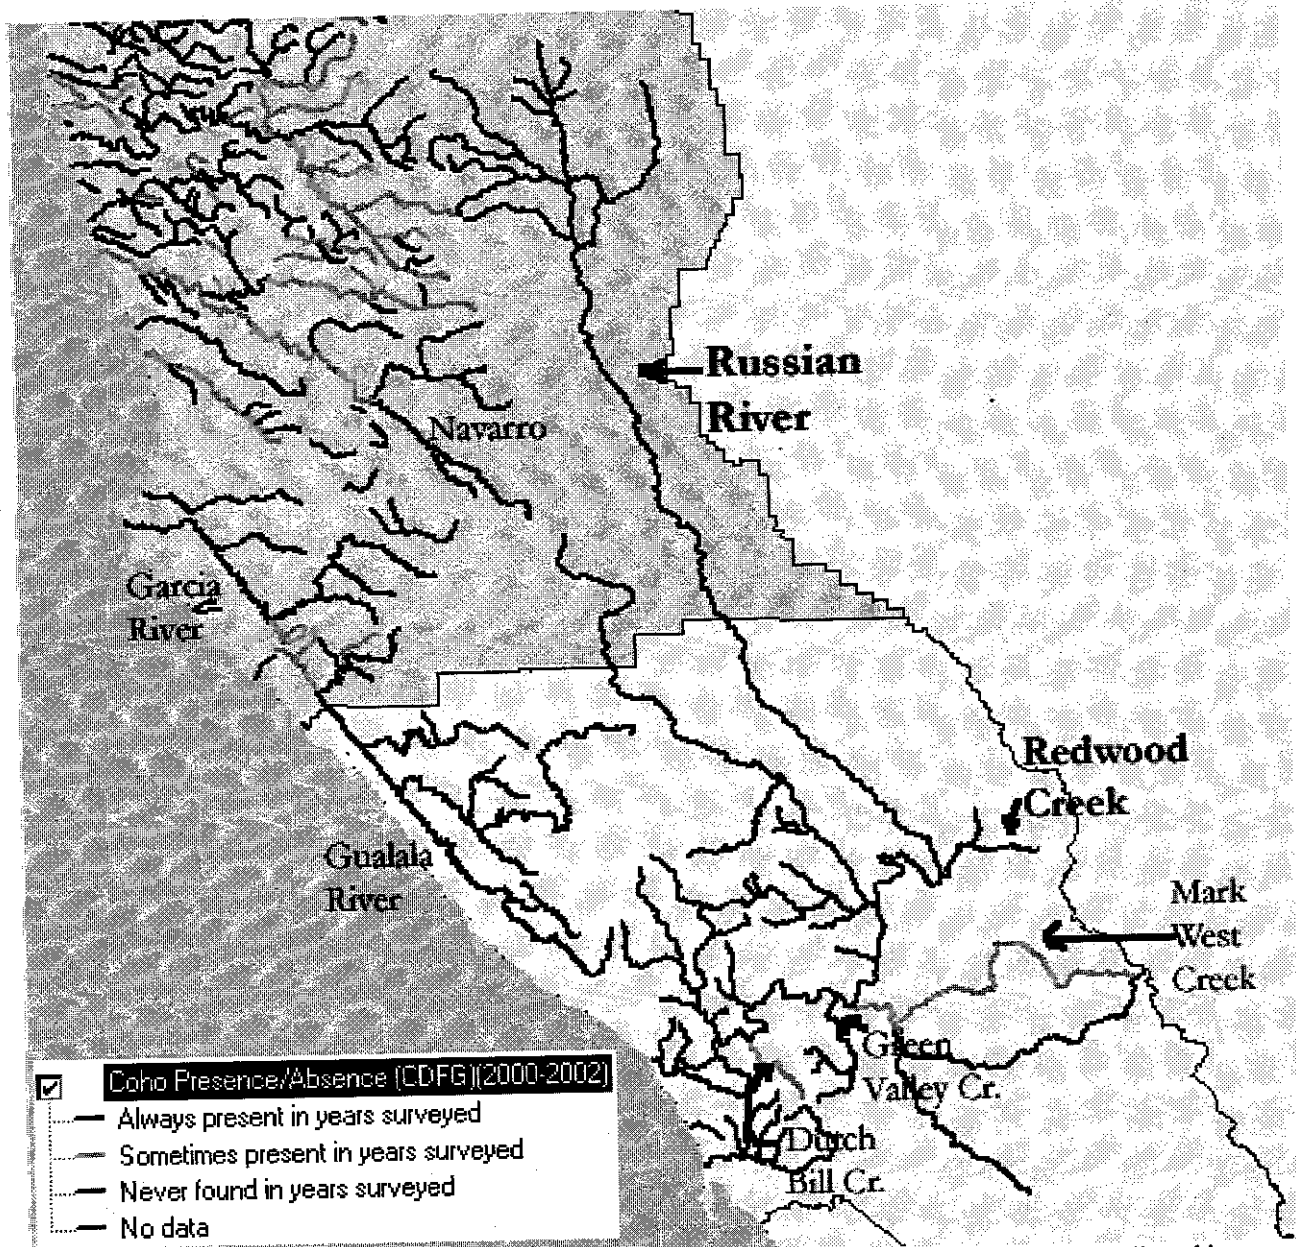 Russian
River
Navarro
Garcia
River
Redwood
Creek
Gualala
River
Mark
West
Creek
Green
Valley Cr.
Dutch
Bill Cr.
Coho Presence/Absence (CDFG)(2000-2002)
Always present in years surveyed
Sometimes present in years surveyed
Never found in years surveyed
No data